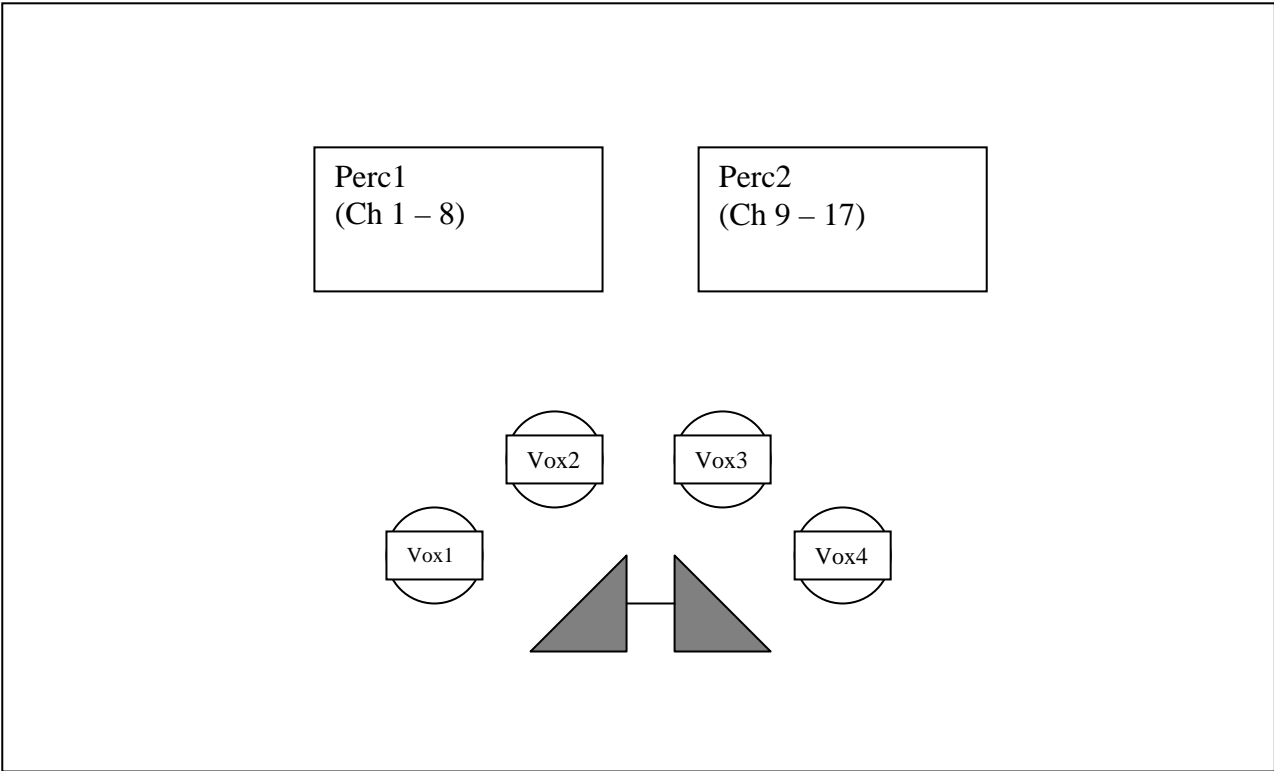 Perc1
(Ch 1 – 8)
Perc2
(Ch 9 – 17)
Vox2
Vox3
Vox1
Vox4